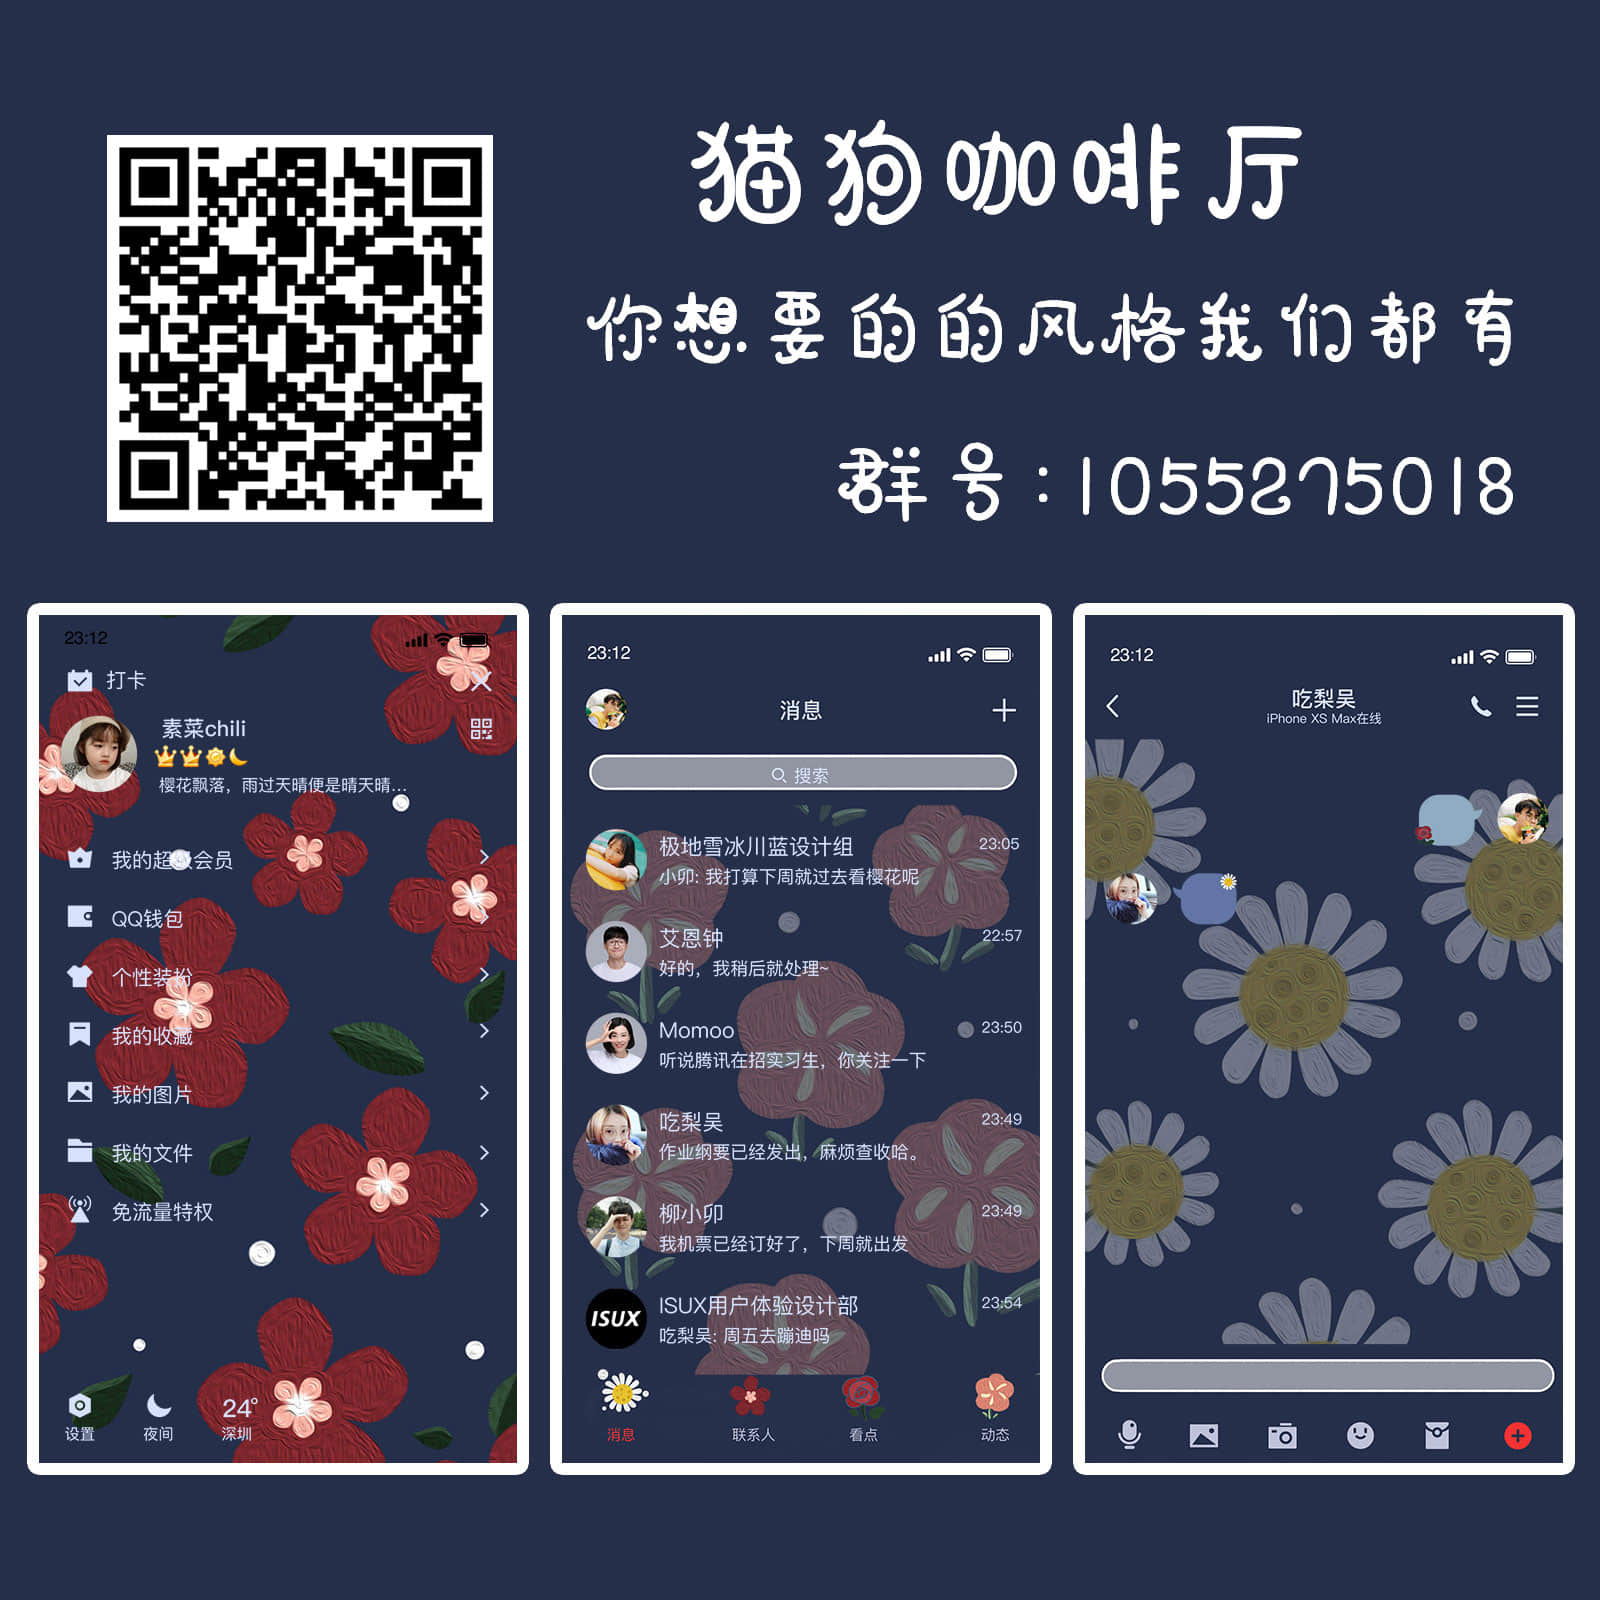 猫狗咖啡厅
你想要的的风格我们都有
群号:1055275018
23:12
打卡
素菜chili
樱花飘落，雨过天晴便是晴天晴...
我的超级会员
QQ钱包
个性装扮
我的收藏
我的图片
我的文件
免流量特权
24°
设置 夜间 深圳
23:12
消息
搜索
极地雪冰川蓝设计组 23:05
小卯: 我打算下周就过去看樱花呢
艾恩钟 22:57
好的，我稍后就处理~
Momoo 23:50
听说腾讯在招实习生，你关注一下
吃梨吴 23:49
作业纲要已经发出，麻烦查收哈。
柳小卯 23:49
我机票已经订好了，下周就出发
ISUX
ISUX用户体验设计部 23:54
吃梨吴: 周五去蹦迪吗
消息 联系人 看点 动态
23:12
吃梨吴
iPhone XS Max在线